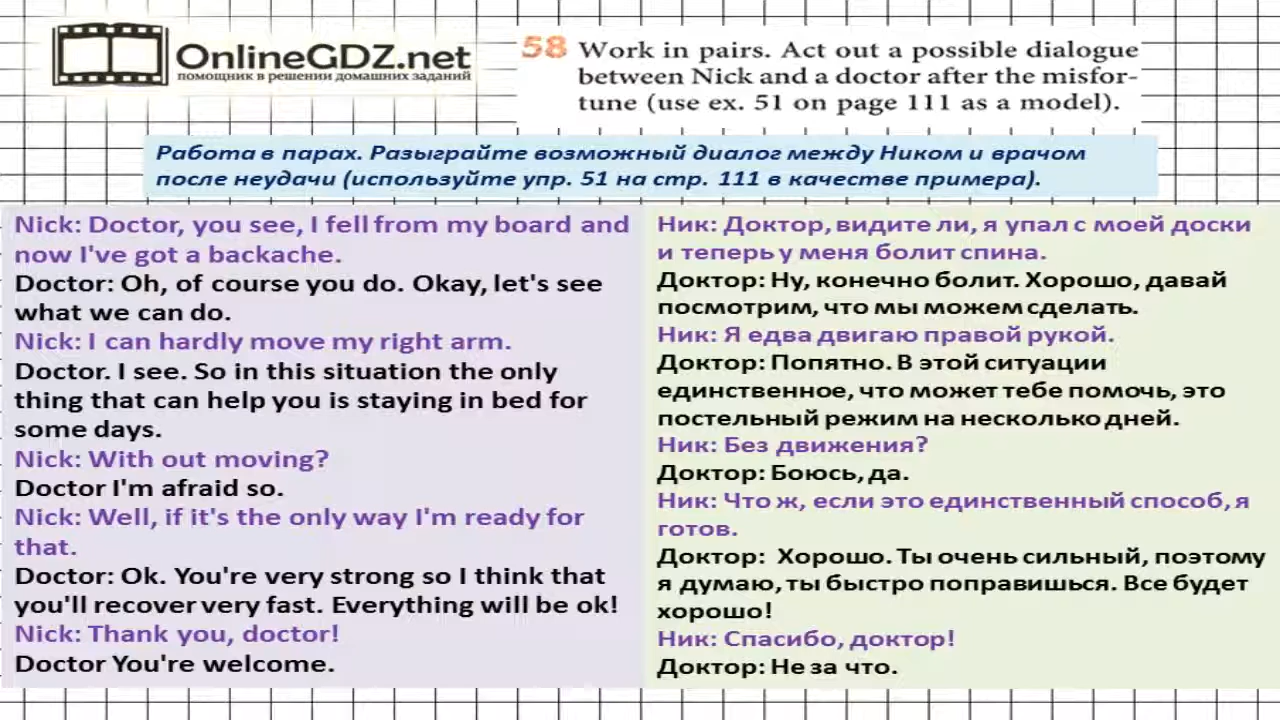 OnlineGDZ.net
помощник в решении домашних заданий
58 Work in pairs. Act out a possible dialogue
between Nick and a doctor after the misfor-
tune (use ex. 51 on page 111 as a model).
Работа в парах. Разыграйте возможный диалог между Ником и врачом
после неудачи (используйте упр. 51 на стр. 111 в качестве примера).
Nick: Doctor, you see, I fell from my board and
now I've got a backache.
Doctor: Oh, of course you do. Okay, let's see
what we can do.
Nick: I can hardly move my right arm.
Doctor. I see. So in this situation the only
thing that can help you is staying in bed for
some days.
Nick: With out moving?
Doctor I'm afraid so.
Nick: Well, if it's the only way I'm ready for
that.
Doctor: Ok. You're very strong so I think that
you'll recover very fast. Everything will be ok!
Nick: Thank you, doctor!
Doctor You're welcome.
Ник: Доктор, видите ли, я упал с моей доски
и теперь у меня болит спина.
Доктор: Ну, конечно болит. Хорошо, давай
посмотрим, что мы можем сделать.
Ник: Я едва двигаю правой рукой.
Доктор: Попятно. В этой ситуации
единственное, что может тебе помочь, это
постельный режим на несколько дней.
Ник: Без движения?
Доктор: Боюсь, да.
Ник: Что ж, если это единственный способ, я
готов.
Доктор: Хорошо. Ты очень сильный, поэтому
я думаю, ты быстро поправишься. Все будет
хорошо!
Ник: Спасибо, доктор!
Доктор: Не за что.